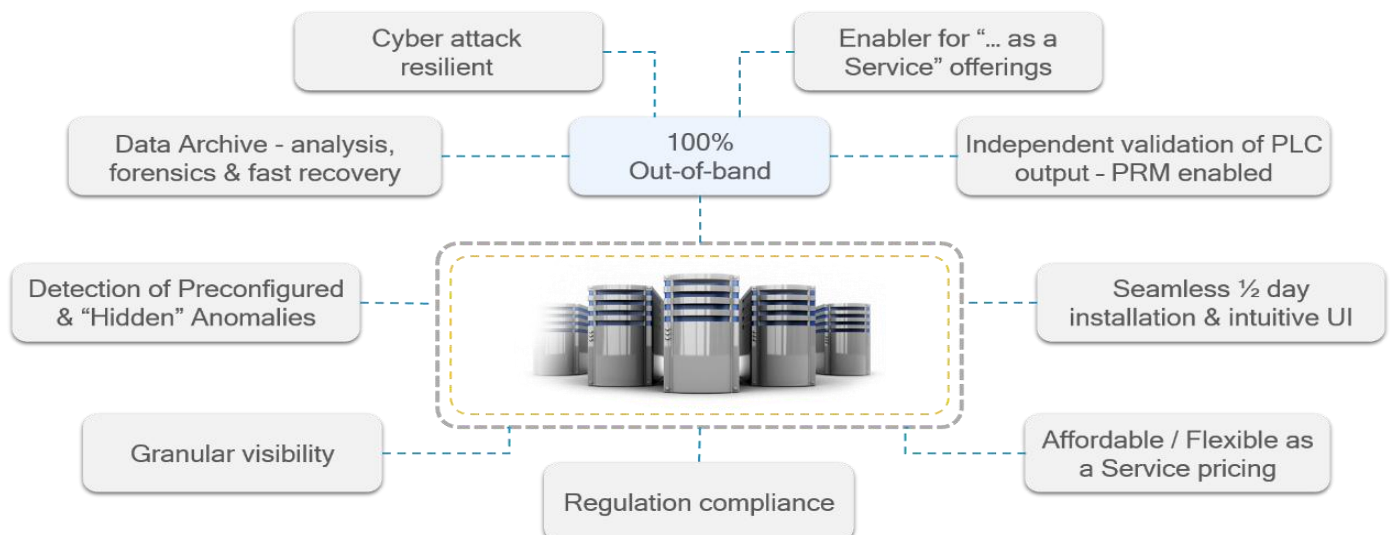 Cyber attack
resilient
Enabler for “... as a
Service” offerings
Data Archive - analysis,
forensics & fast recovery
100%
Out-of-band
Independent validation of PLC
output - PRM enabled
Detection of Preconfigured
& “Hidden” Anomalies
Seamless ½ day
installation & intuitive UI
Granular visibility
Regulation compliance
Affordable / Flexible as
a Service pricing